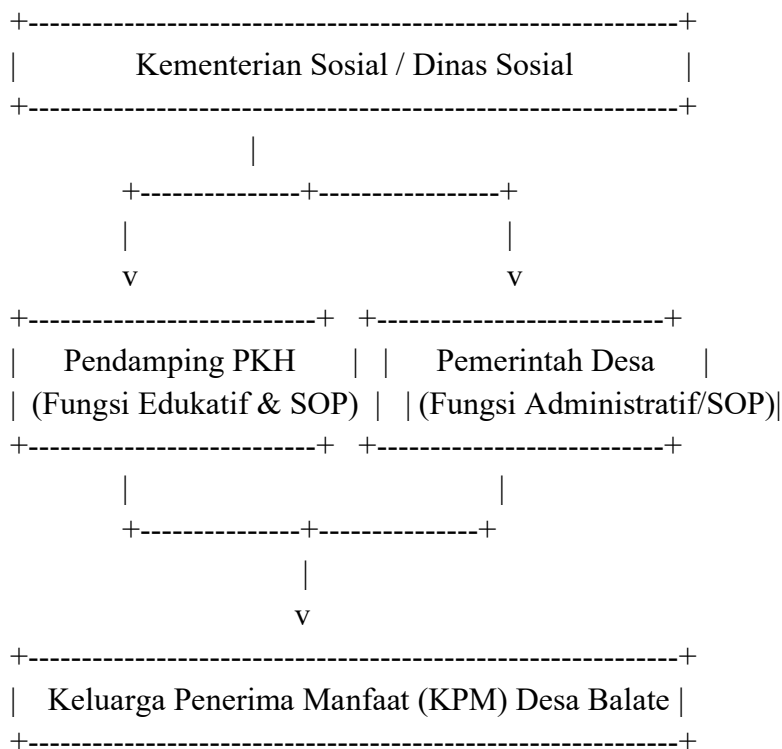 +-------------------------------------------------------------+
| Kementerian Sosial / Dinas Sosial |
+-------------------------------------------------------------+
|
+---------------+-----------------+
| |
v v
+---------------------------+ +---------------------------+
| Pendamping PKH | | Pemerintah Desa |
| (Fungsi Edukatif & SOP) | | (Fungsi Administratif/SOP)|
+---------------------------+ +---------------------------+
| |
+---------------+---------------+
|
v
+-------------------------------------------------------------+
| Keluarga Penerima Manfaat (KPM) Desa Balate |
+-------------------------------------------------------------+